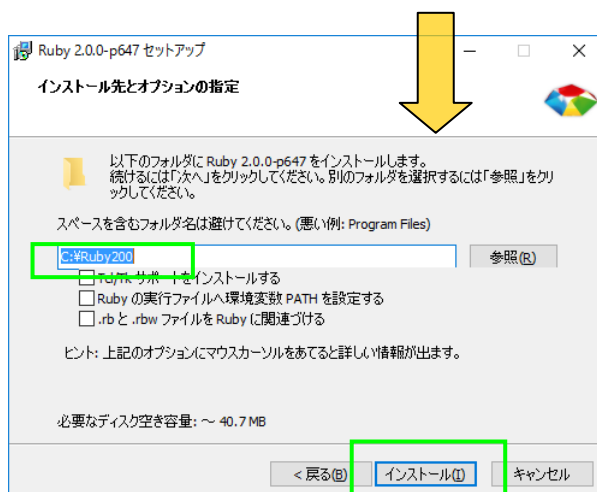 Ruby 2.0.0-p647 セットアップ
インストール先とオプションの指定
以下のフォルダに Ruby 2.0.0-p647 をインストールします。
続けるには「次へ」をクリックしてください。別のフォルダを選択するには「参照」をクリ
ックしてください。
スペースを含むフォルダ名は避けてください。(悪い例: Program Files)
C:¥Ruby200
参照(R)
Tcl/Tk サポートをインストールする
Ruby の実行ファイルへ環境変数 PATH を設定する
.rb と .rbw ファイルを Ruby に関連づける
ヒント: 上記のオプションにマウスカーソルをあてると詳しい情報が出ます。
必要なディスク空き容量: ~ 40.7 MB
< 戻る(B)
インストール(I)
キャンセル